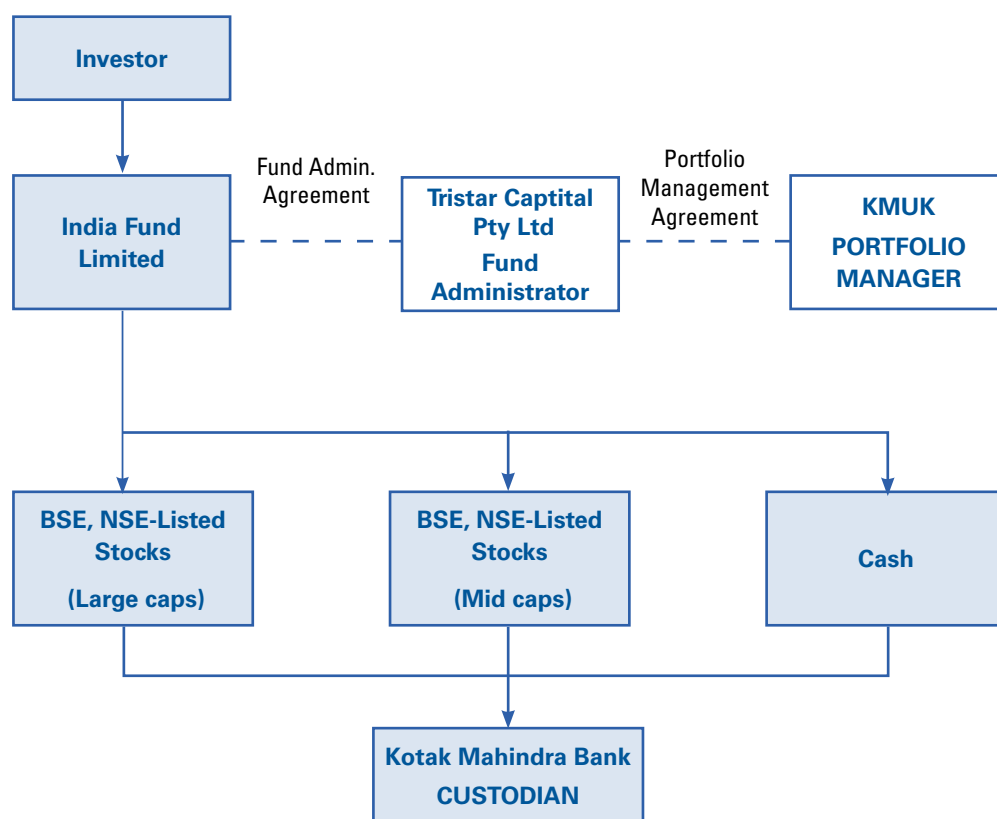 Investor
India Fund
Limited
Fund Admin.
Agreement
Tristar Captital
Pty Ltd
Fund
Administrator
Portfolio
Management
Agreement
KMUK
PORTFOLIO
MANAGER
BSE, NSE-Listed
Stocks
(Large caps)
BSE, NSE-Listed
Stocks
(Mid caps)
Cash
Kotak Mahindra Bank
CUSTODIAN